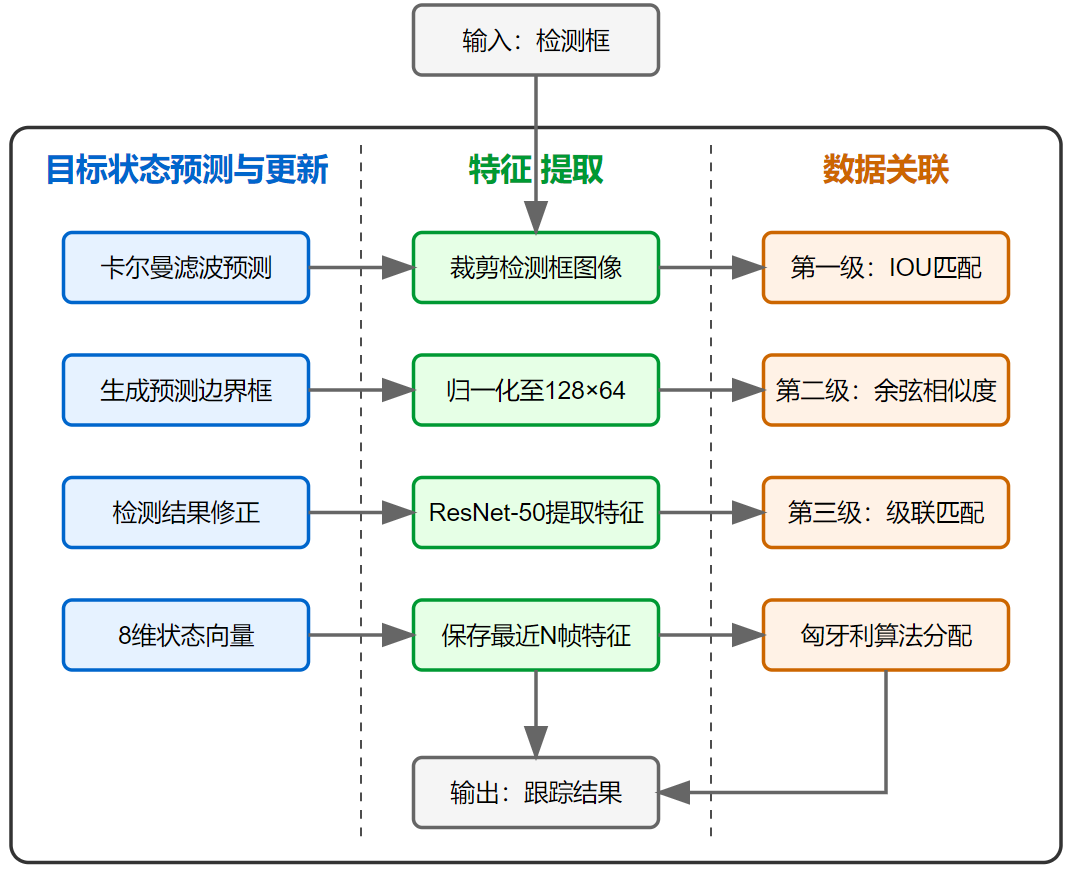 输入：检测框
目标状态预测与更新
特征 提取
数据关联
卡尔曼滤波预测
裁剪检测框图像
第一级：IOU匹配
生成预测边界框
归一化至128×64
第二级：余弦相似度
检测结果修正
ResNet-50提取特征
第三级：级联匹配
8维状态向量
保存最近N帧特征
匈牙利算法分配
输出：跟踪结果